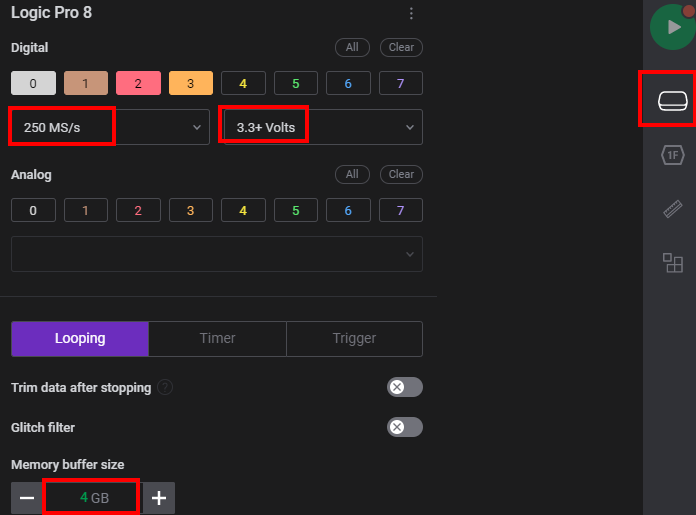 Logic Pro 8
Digital All Clear
0 1 2 3 4 5 6 7
250 MS/s 3.3+ Volts
1F
Analog All Clear
0 1 2 3 4 5 6 7
Looping Timer Trigger
Trim data after stopping ?
Glitch filter
Memory buffer size
4 GB